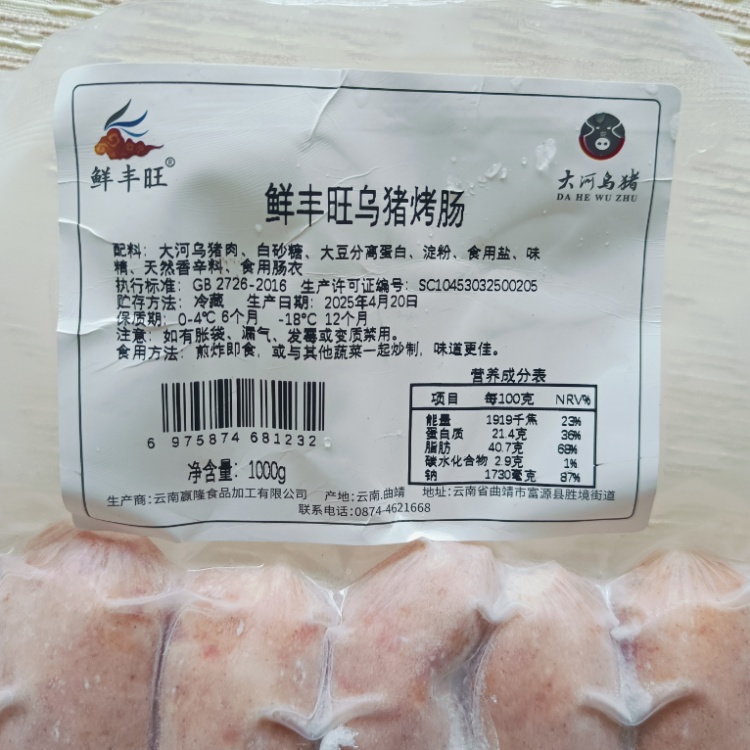 鲜丰旺®
大河乌猪
DA HE WU ZHU
鲜丰旺乌猪烤肠
配料：大河乌猪肉、白砂糖、大豆分离蛋白、淀粉、食用盐、味
精、天然香辛料、食用肠衣
执行标准：GB 2726-2016 生产许可证编号：SC10453032500205
贮存方法：冷藏 生产日期：2025年4月20日
保质期：0-4℃ 6个月 -18℃ 12个月
注意：如有胀袋、漏气、发霉或变质禁用。
食用方法：煎炸即食，或与其他蔬菜一起炒制，味道更佳。
营养成分表
项目 每100克 NRV%
能量 1919千焦 23%
蛋白质 21.4克 36%
脂肪 40.7克 68%
碳水化合物 2.9克 1%
钠 1730毫克 87%
6 975874 681232
净含量：1000g
生产商：云南赢隆食品加工有限公司 产地：云南.曲靖 地址：云南省曲靖市富源县胜境街道
联系电话：0874-4621668